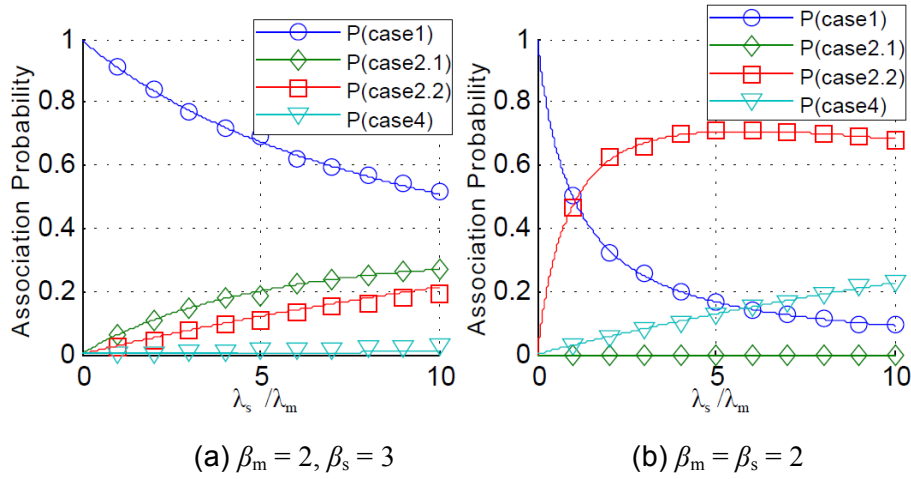 P(case1)
P(case2.1)
P(case2.2)
P(case4)
1
0.8
0.6
0.4
0.2
0
Association Probability
0 5 10
λs /λm
(a) βm = 2, βs = 3
P(case1)
P(case2.1)
P(case2.2)
P(case4)
1
0.8
0.6
0.4
0.2
0
Association Probability
0 5 10
λs /λm
(b) βm = βs = 2